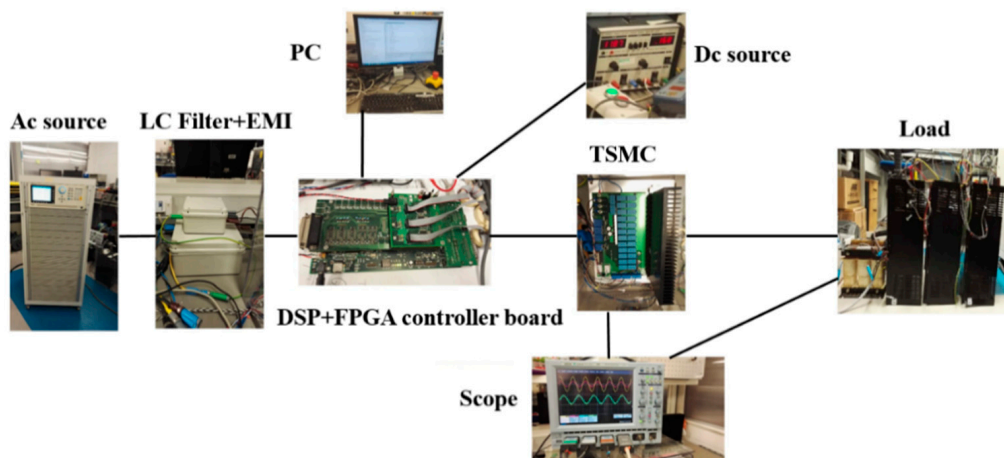 PC
Dc source
Ac source
LC Filter+EMI
TSMC
Load
DSP+FPGA controller board
Scope